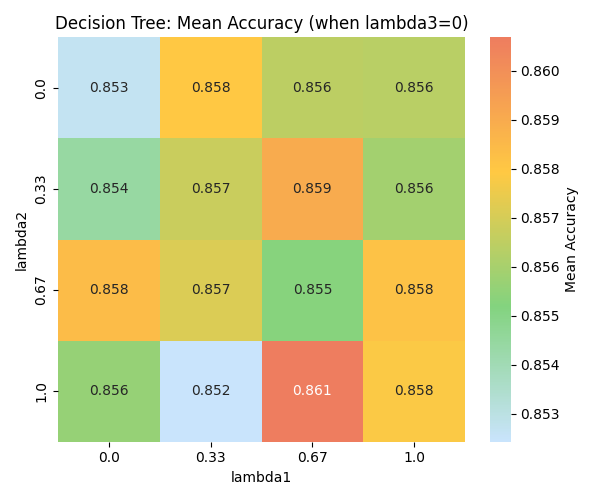 Decision Tree: Mean Accuracy (when lambda3=0)
0.0 0.853 0.858 0.856 0.856
0.33 0.854 0.857 0.859 0.856
0.67 0.858 0.857 0.855 0.858
1.0 0.856 0.852 0.861 0.858
0.0 0.33 0.67 1.0
lambda1
lambda2
0.860
0.859
0.858
0.857
0.856
0.855
0.854
0.853
Mean Accuracy